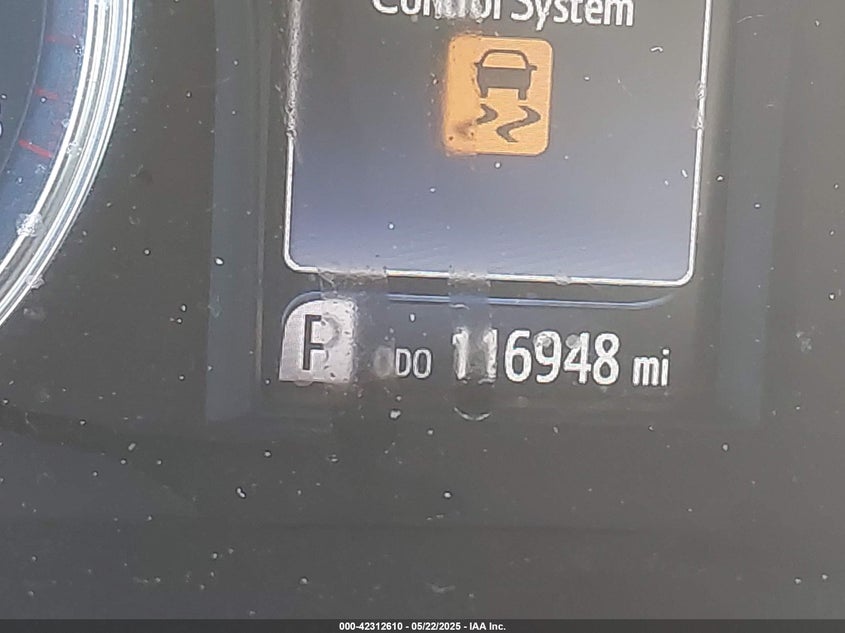 Control System
P ODO 116948 mi
000-42312610 - 05/22/2025 - IAA Inc.